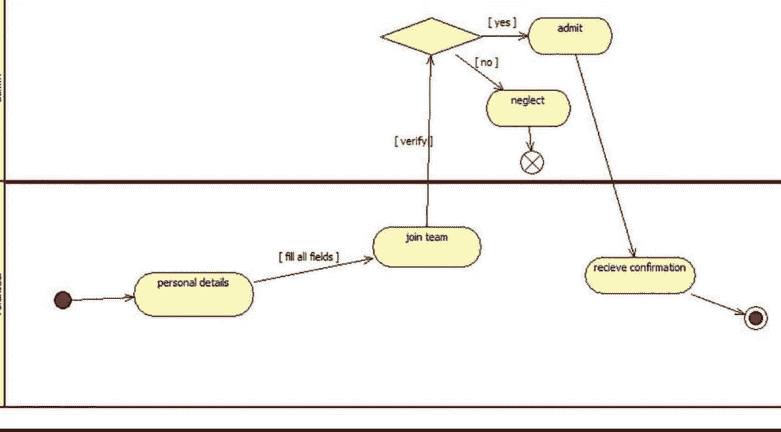 [ yes ]
admit
[ no ]
neglect
[ verify ]
join team
[ fill all fields ]
personal details
recieve confirmation